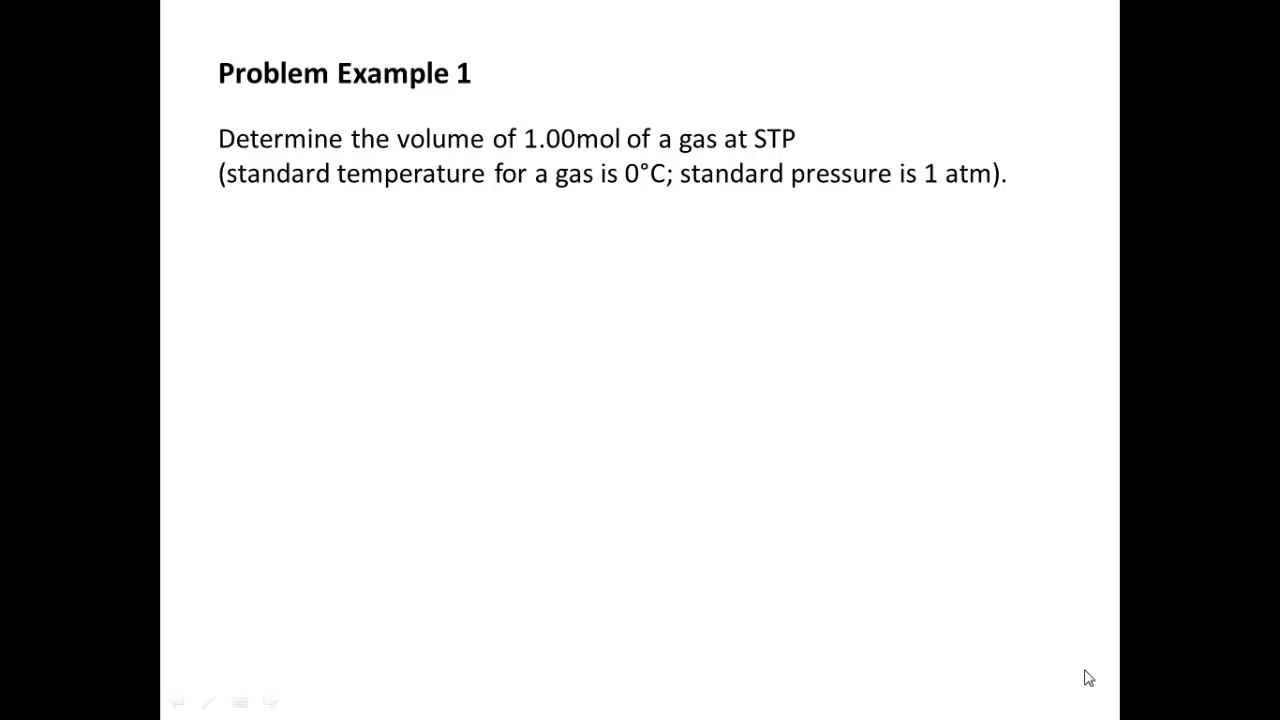 Problem Example 1
Determine the volume of 1.00mol of a gas at STP
(standard temperature for a gas is 0°C; standard pressure is 1 atm).